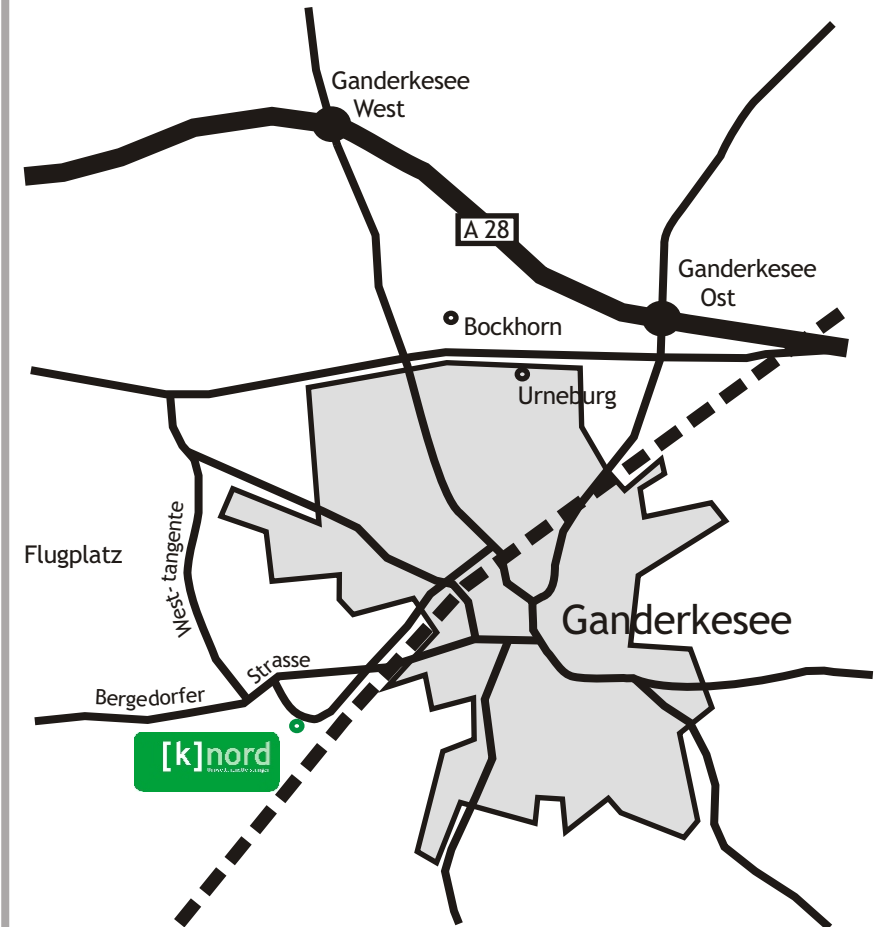 Ganderkesee
West
A 28
Ganderkesee
Ost
Bockhorn
Urneburg
West-tangente
Flugplatz
Ganderkesee
Bergedorfer Strasse
[k]nord